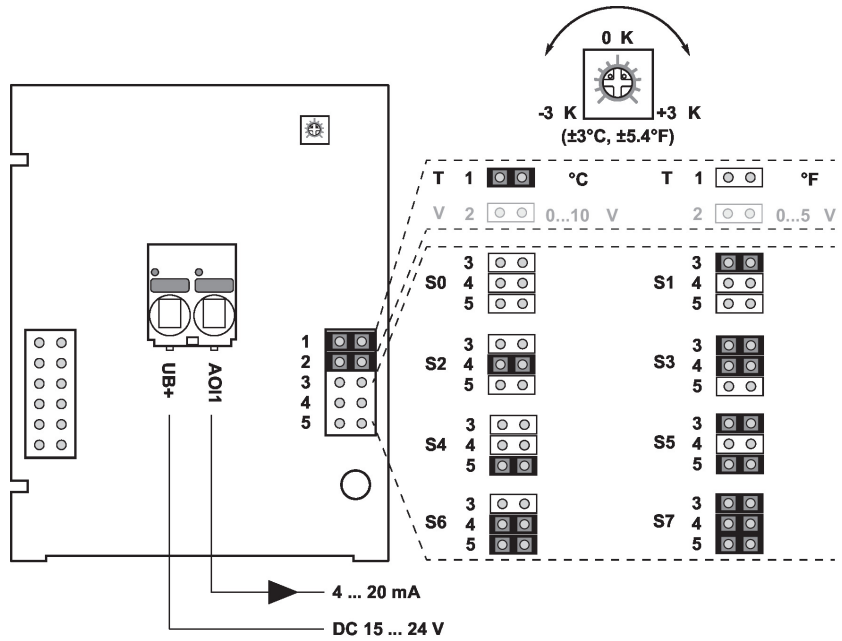 0 K
-3 K +3 K
(±3°C, ±5.4°F)
T 1 °C T 1 °F
V 2 0...10 V 2 0...5 V
S0 3 4 5 S1 3 4 5
S2 3 4 5 S3 3 4 5
S4 3 4 5 S5 3 4 5
S6 3 4 5 S7 3 4 5
1
2
3
4
5
UB+
AOI1
4 ... 20 mA
DC 15 ... 24 V